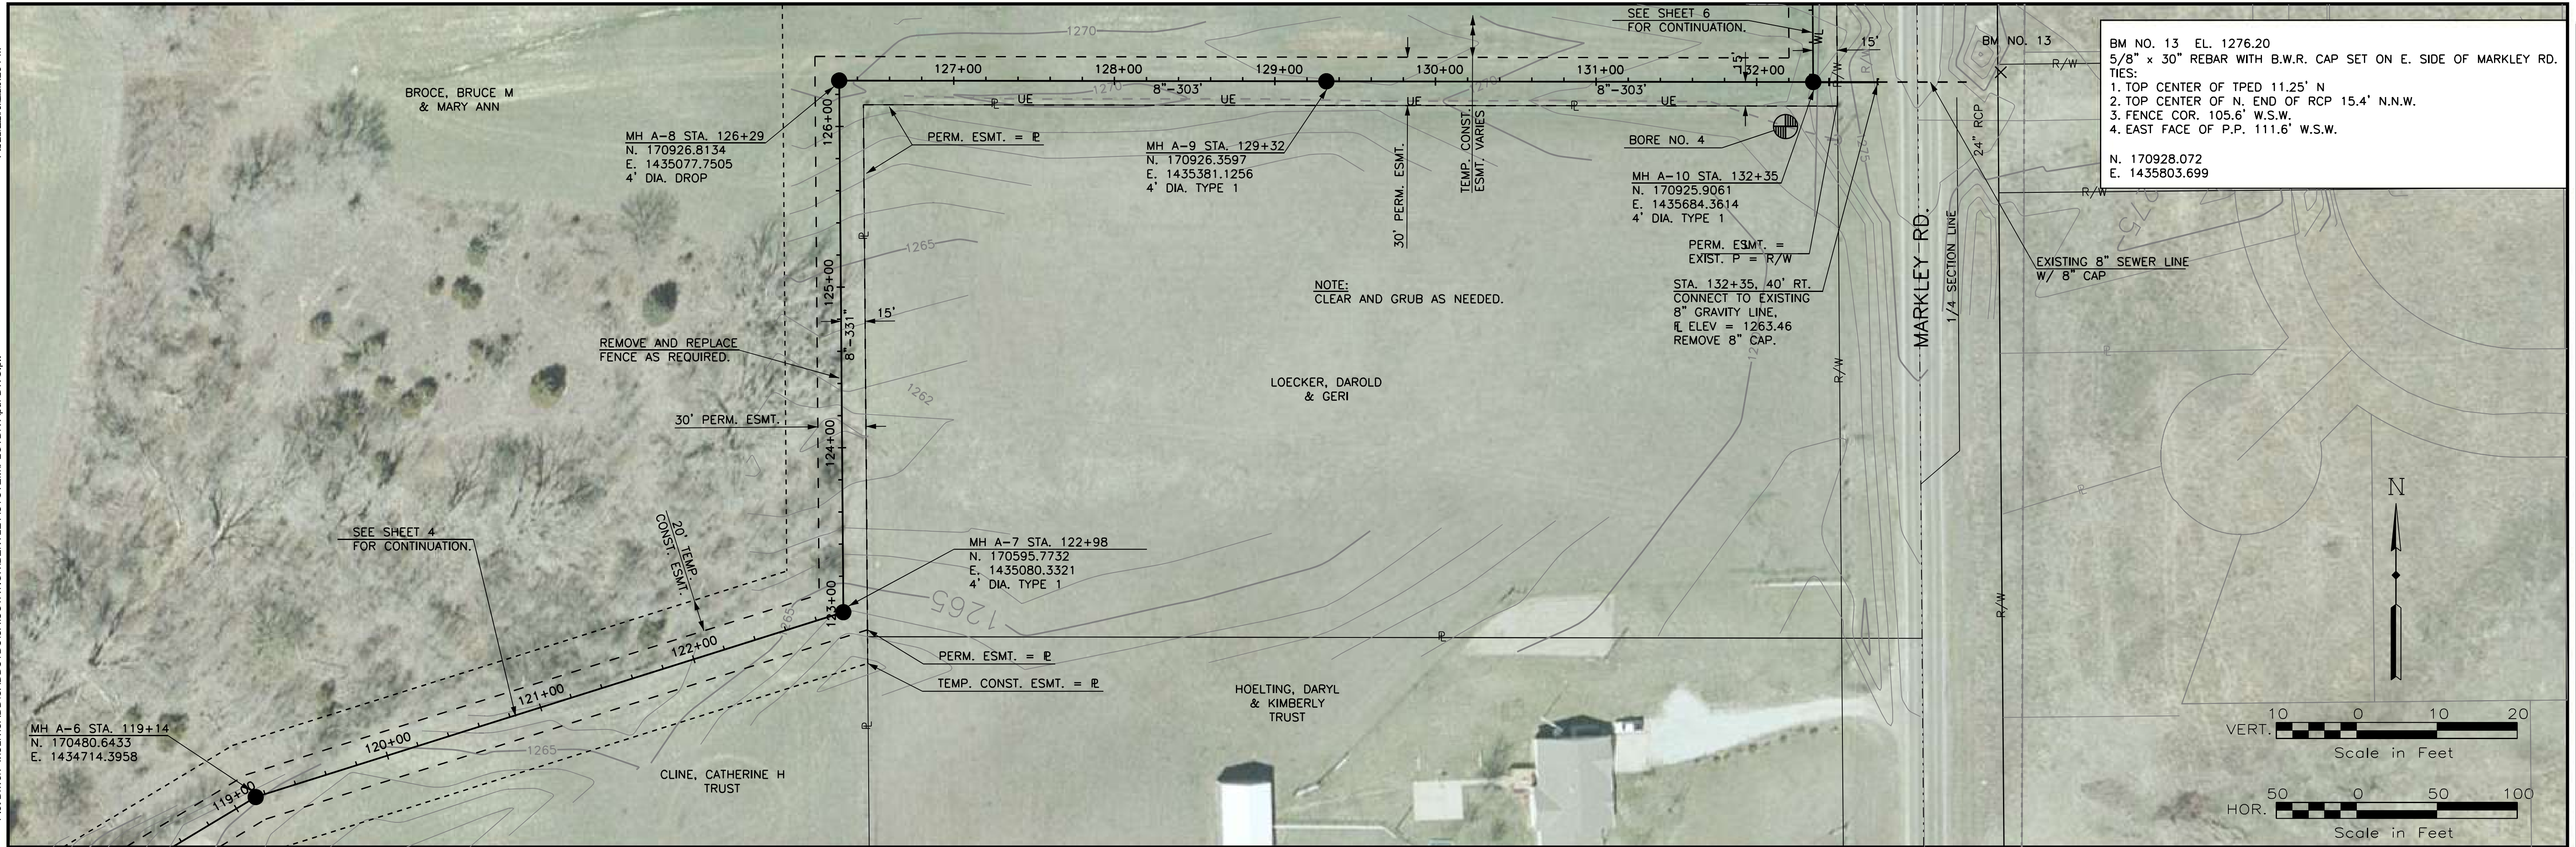 SEE SHEET 6
FOR CONTINUATION.
WL
15'
R/W
R/W
BM NO. 13
R/W
BM NO. 13 EL. 1276.20
5/8" x 30" REBAR WITH B.W.R. CAP SET ON E. SIDE OF MARKLEY RD.
TIES:
1. TOP CENTER OF TPED 11.25' N
2. TOP CENTER OF N. END OF RCP 15.4' N.N.W.
3. FENCE COR. 105.6' W.S.W.
4. EAST FACE OF P.P. 111.6' W.S.W.
N. 170928.072
E. 1435803.699
R/W
1270
127+00
128+00
129+00
130+00
131+00
132+00
15'
1270
1270
8"-303'
8"-303'
UE
UE
UE
UE
BROCE, BRUCE M
& MARY ANN
MH A-8 STA. 126+29
N. 170926.8134
E. 1435077.7505
4' DIA. DROP
126+00
PERM. ESMT. = PL
MH A-9 STA. 129+32
N. 170926.3597
E. 1435381.1256
4' DIA. TYPE 1
30' PERM. ESMT.
TEMP. CONST.
ESMT. VARIES
BORE NO. 4
MH A-10 STA. 132+35
N. 170925.9061
E. 1435684.3614
4' DIA. TYPE 1
1275
24" RCP
1275
MARKLEY RD.
1/4 SECTION LINE
1265
PERM. ESMT. =
EXIST. P = R/W
EXISTING 8" SEWER LINE
W/ 8" CAP
125+00
8"-331'
15'
NOTE:
CLEAR AND GRUB AS NEEDED.
STA. 132+35, 40' RT.
CONNECT TO EXISTING
8" GRAVITY LINE,
FL ELEV = 1263.46
REMOVE 8" CAP.
R/W
REMOVE AND REPLACE
FENCE AS REQUIRED.
LOECKER, DAROLD
& GERI
1262
30' PERM. ESMT.
124+00
SEE SHEET 4
FOR CONTINUATION.
20' TEMP.
CONST. ESMT.
MH A-7 STA. 122+98
N. 170595.7732
E. 1435080.3321
4' DIA. TYPE 1
N
123+00
1265
R/W
122+00
PERM. ESMT. = PL
TEMP. CONST. ESMT. = PL
HOELTING, DARYL
& KIMBERLY
TRUST
121+00
MH A-6 STA. 119+14
N. 170480.6433
E. 1434714.3958
120+00
1265
119+00
CLINE, CATHERINE H
TRUST
10 0 10 20
VERT.
Scale in Feet
50 0 50 100
HOR.
Scale in Feet